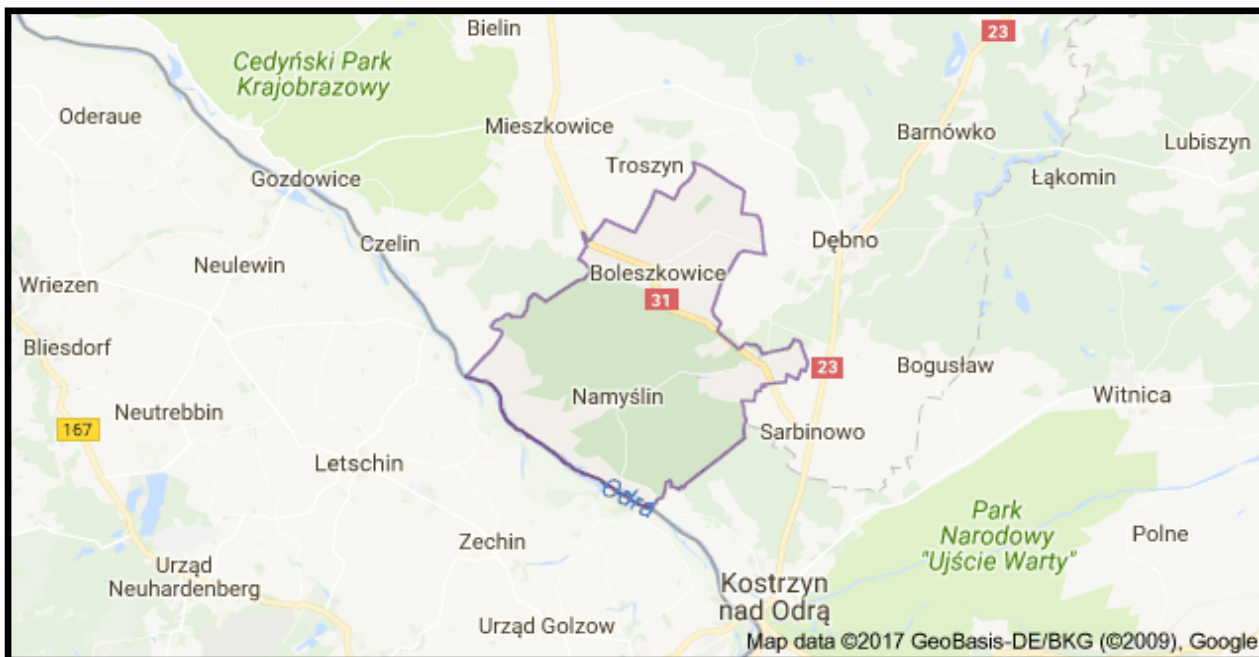 Bielin
23
Cedyński Park
Krajobrazowy
Oderaue
Mieszkowice
Barnówko
Lubiszyn
Troszyn
Łąkomin
Gozdowice
Czelin
Dębno
Neulewin
Boleszkowice
Wriezen
31
Bliesdorf
23
Bogusław
Namyślin
Witnica
Neutrebbin
167
Sarbinowo
Letschin
Odra
Park
Narodowy
"Ujście Warty"
Polne
Zechin
Urząd
Neuhardenberg
Kostrzyn
nad Odrą
Urząd Golzow
Map data ©2017 GeoBasis-DE/BKG (©2009), Google